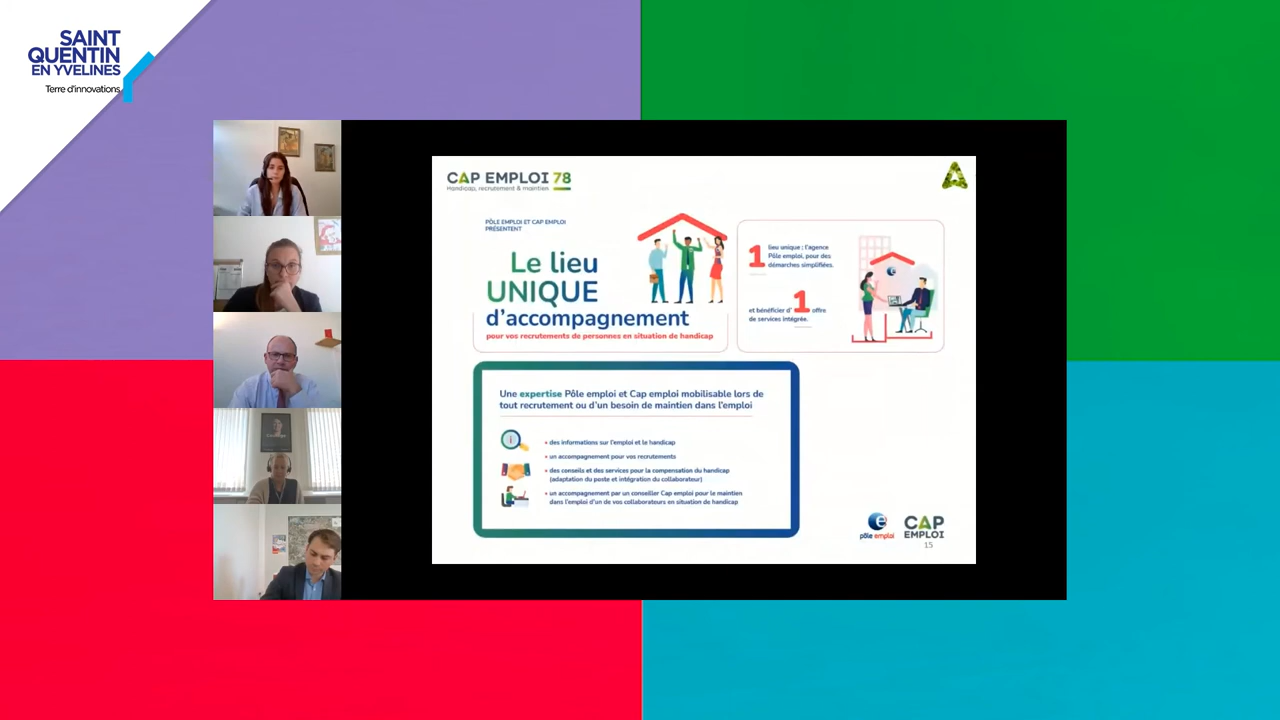 SAINT
QUENTIN
EN YVELINES
Terre d'innovations
CAP EMPLOI 78
Handicap, recrutement & maintien
PÔLE EMPLOI ET CAP EMPLOI
PRÉSENTENT
Le lieu
UNIQUE
d'accompagnement
pour vos recrutements de personnes en situation de handicap
1 lieu unique : l'agence
Pôle emploi, pour des
démarches simplifiées.
et bénéficier d' 1 offre
de services intégrée.
Une expertise Pôle emploi et Cap emploi mobilisable lors de
tout recrutement ou d'un besoin de maintien dans l'emploi
• des informations sur l'emploi et le handicap
• un accompagnement pour vos recrutements
• des conseils et des services pour la compensation du handicap
(adaptation du poste et intégration du collaborateur)
• un accompagnement par un conseiller Cap emploi pour le maintien
dans l'emploi d'un de vos collaborateurs en situation de handicap
pôle emploi
CAP
EMPLOI
15